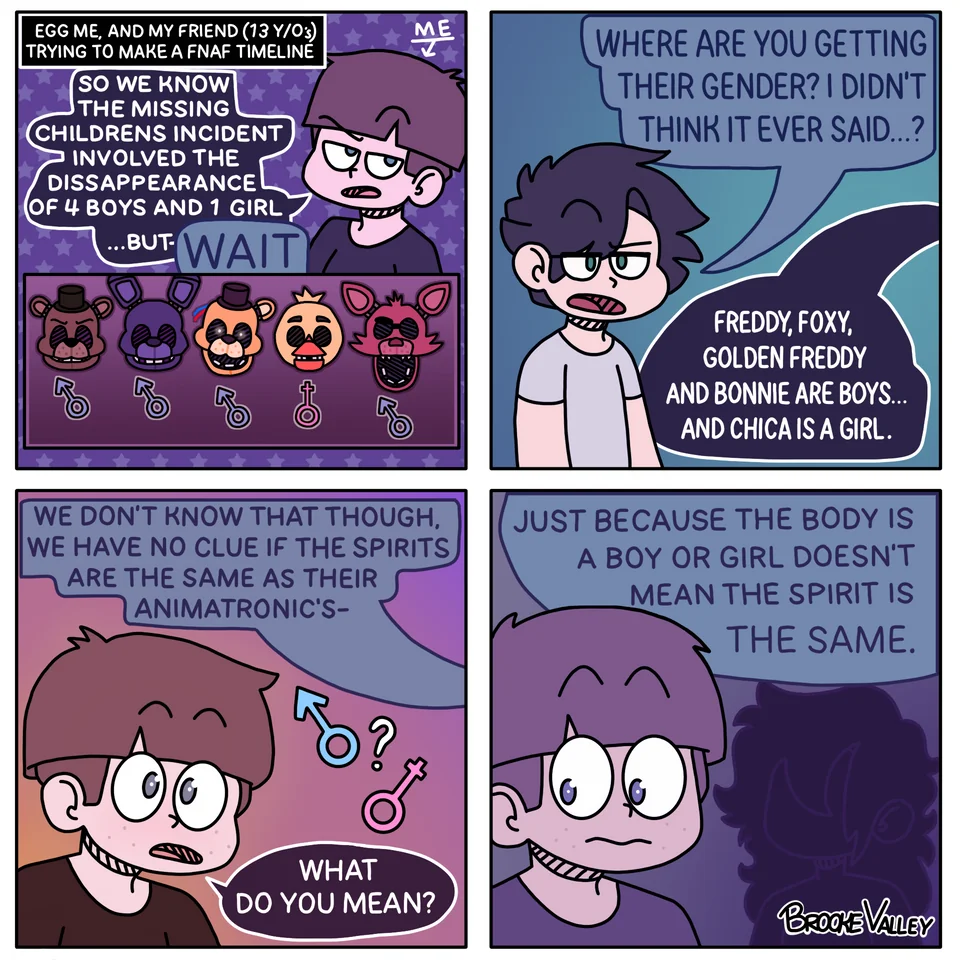 EGG ME, AND MY FRIEND (13 Y/Os)
TRYING TO MAKE A FNAF TIMELINE
ME
SO WE KNOW
THE MISSING
CHILDRENS INCIDENT
INVOLVED THE
DISSAPPEARANCE
OF 4 BOYS AND 1 GIRL
...BUT-
WAIT
WHERE ARE YOU GETTING
THEIR GENDER? I DIDN'T
THINK IT EVER SAID...?
FREDDY, FOXY,
GOLDEN FREDDY
AND BONNIE ARE BOYS...
AND CHICA IS A GIRL.
WE DON'T KNOW THAT THOUGH,
WE HAVE NO CLUE IF THE SPIRITS
ARE THE SAME AS THEIR
ANIMATRONIC'S-
?
WHAT
DO YOU MEAN?
JUST BECAUSE THE BODY IS
A BOY OR GIRL DOESN'T
MEAN THE SPIRIT IS
THE SAME.
BROOKE VALLEY